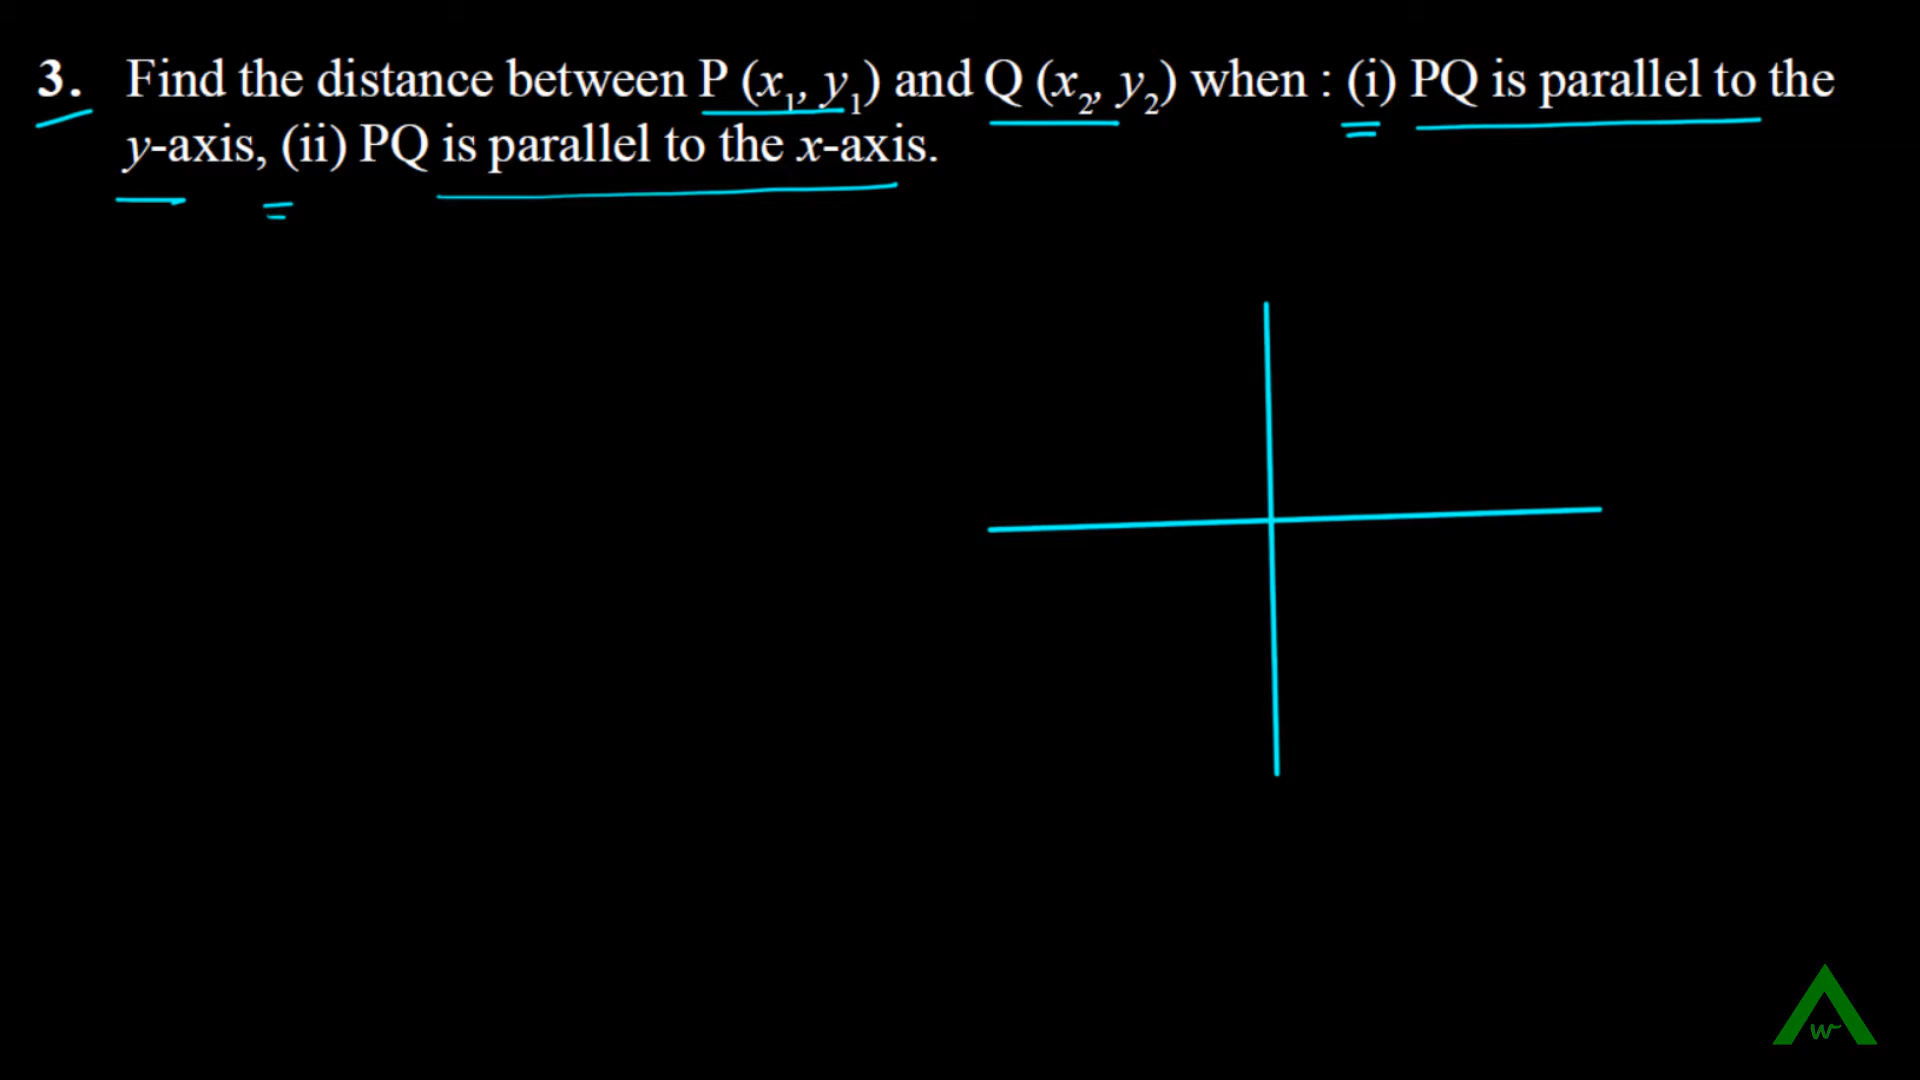 3. Find the distance between P (x₁, y₁) and Q (x₂, y₂) when : (i) PQ is parallel to the
y-axis, (ii) PQ is parallel to the x-axis.
w